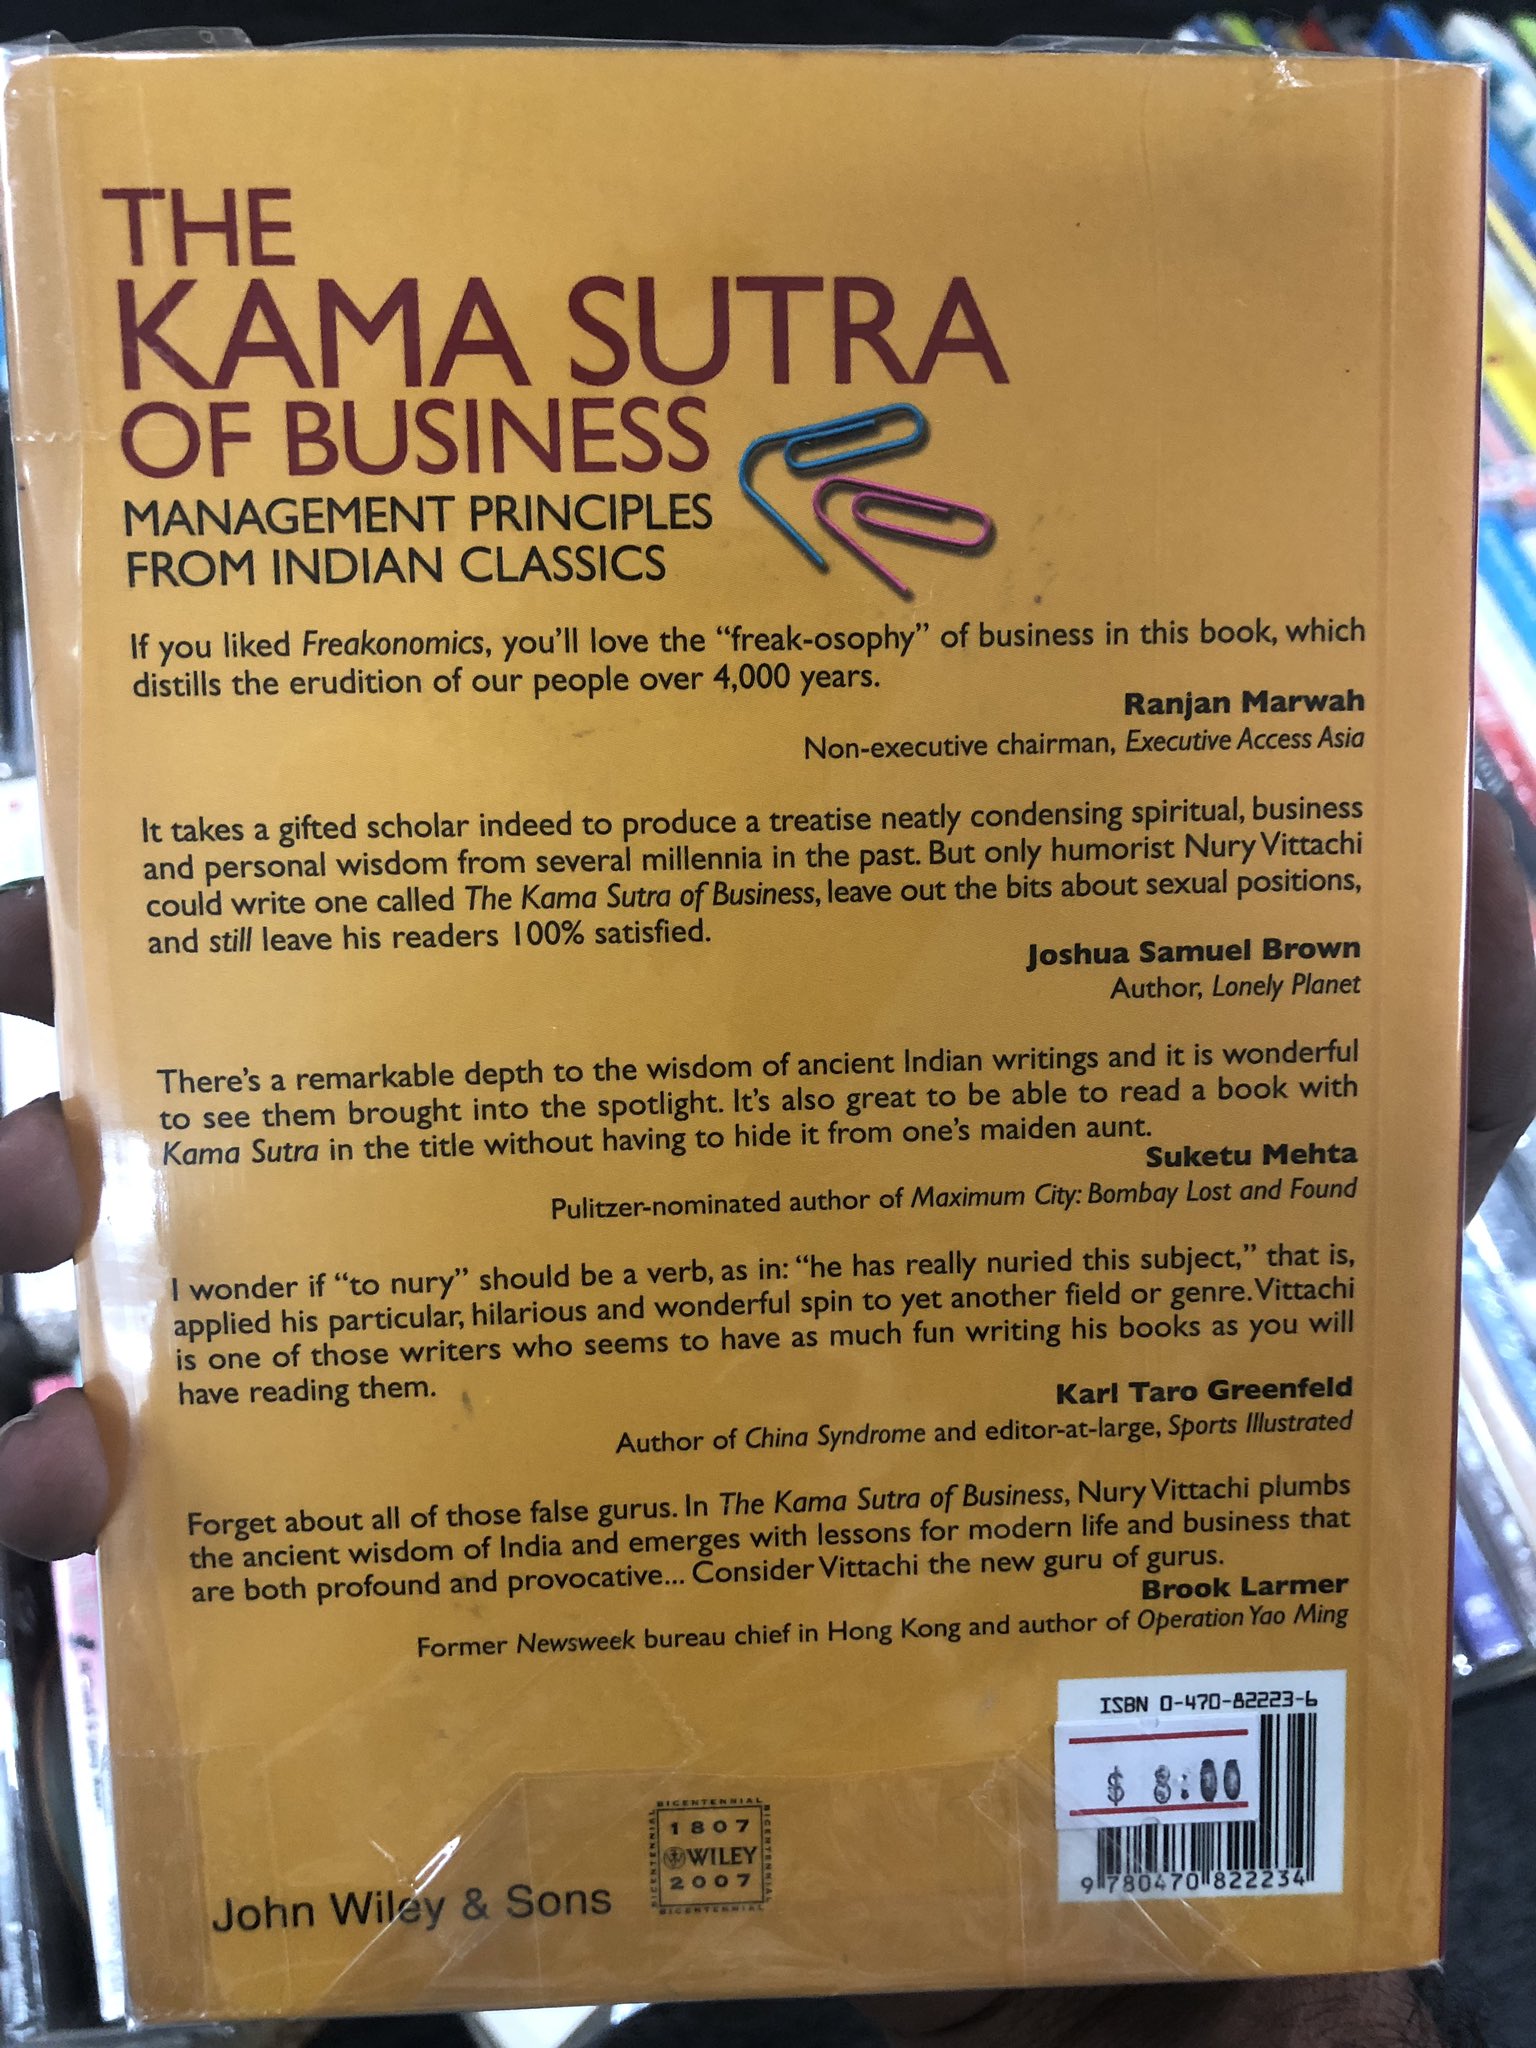 THE
KAMA SUTRA
OF BUSINESS
MANAGEMENT PRINCIPLES
FROM INDIAN CLASSICS
If you liked Freakonomics, you'll love the "freak-osophy" of business in this book, which
distills the erudition of our people over 4,000 years.
Ranjan Marwah
Non-executive chairman, Executive Access Asia
It takes a gifted scholar indeed to produce a treatise neatly condensing spiritual, business
and personal wisdom from several millennia in the past. But only humorist Nury Vittachi
could write one called The Kama Sutra of Business, leave out the bits about sexual positions,
and still leave his readers 100% satisfied.
Joshua Samuel Brown
Author, Lonely Planet
There's a remarkable depth to the wisdom of ancient Indian writings and it is wonderful
to see them brought into the spotlight. It's also great to be able to read a book with
Kama Sutra in the title without having to hide it from one's maiden aunt.
Suketu Mehta
Pulitzer-nominated author of Maximum City: Bombay Lost and Found
I wonder if "to nury" should be a verb, as in: "he has really nuried this subject," that is,
applied his particular, hilarious and wonderful spin to yet another field or genre. Vittachi
is one of those writers who seems to have as much fun writing his books as you will
have reading them.
Karl Taro Greenfeld
Author of China Syndrome and editor-at-large, Sports Illustrated
Forget about all of those false gurus. In The Kama Sutra of Business, Nury Vittachi plumbs
the ancient wisdom of India and emerges with lessons for modern life and business that
are both profound and provocative... Consider Vittachi the new guru of gurus.
Brook Larmer
Former Newsweek bureau chief in Hong Kong and author of Operation Yao Ming
ISBN 0-470-82223-6
$ 8.00
9 780470 822234
BICENTENNIAL
BICENTENNIAL
1807
WILEY
2007
BICENTENNIAL
BICENTENNIAL
John Wiley & Sons